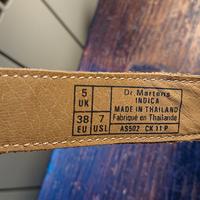 5
UK
38
EU
7
USL
Dr. Martens
INDICA
MADE IN THAILAND
Fabriqué en Thaïlande
AS502 CK 11 P